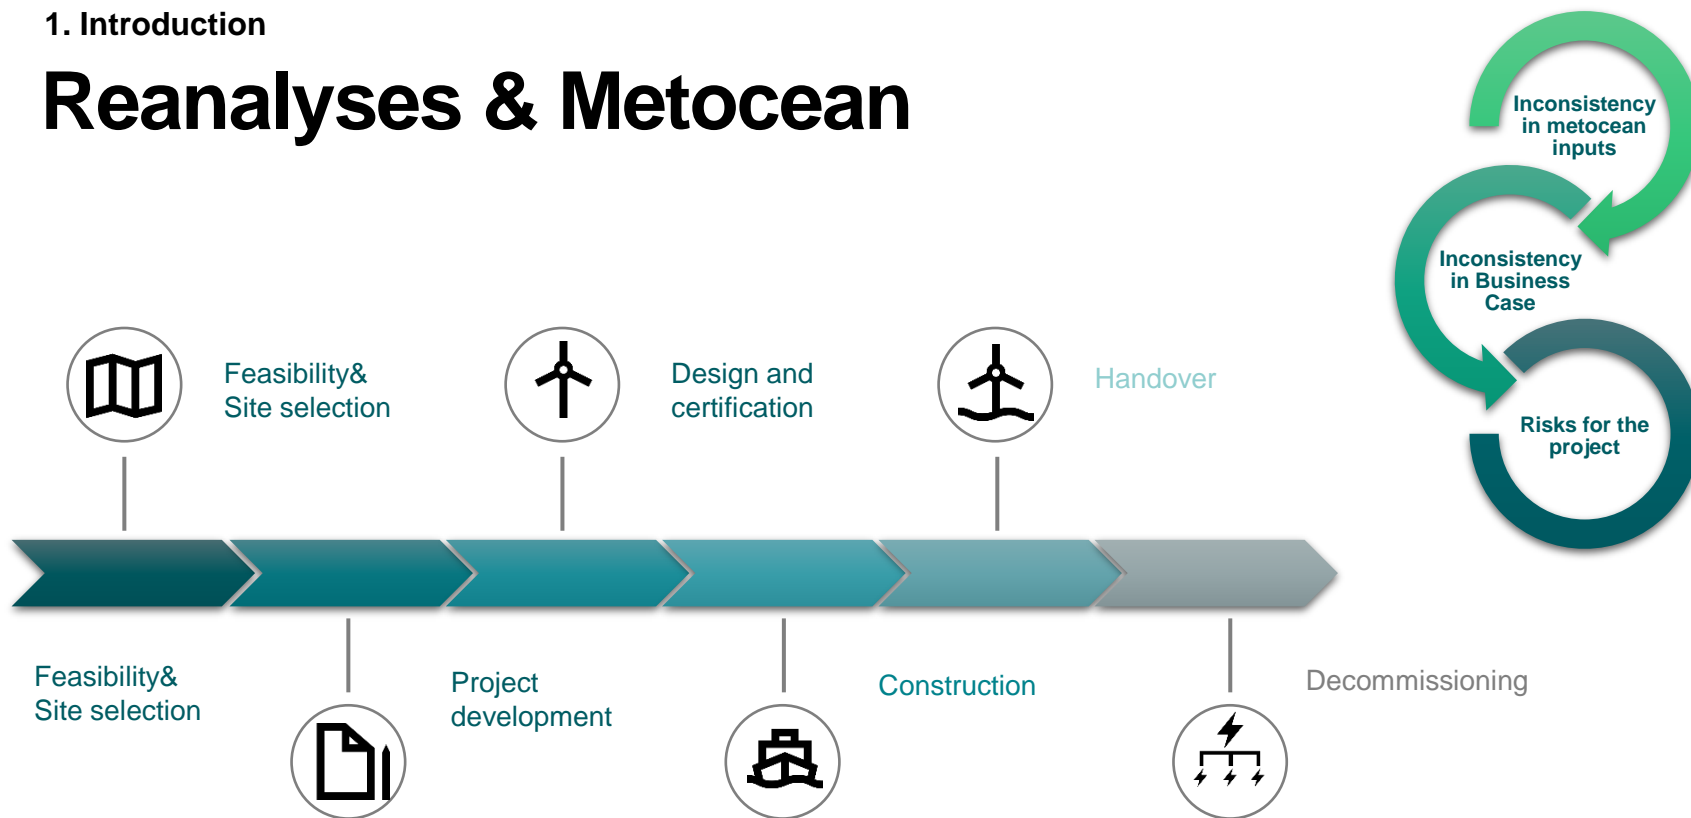 1. Introduction
Reanalyses & Metocean
Inconsistency
in metocean
inputs
Inconsistency
in Business
Case
Risks for the
project
Feasibility&
Site selection
Design and
certification
Handover
Feasibility&
Site selection
Project
development
Construction
Decommissioning